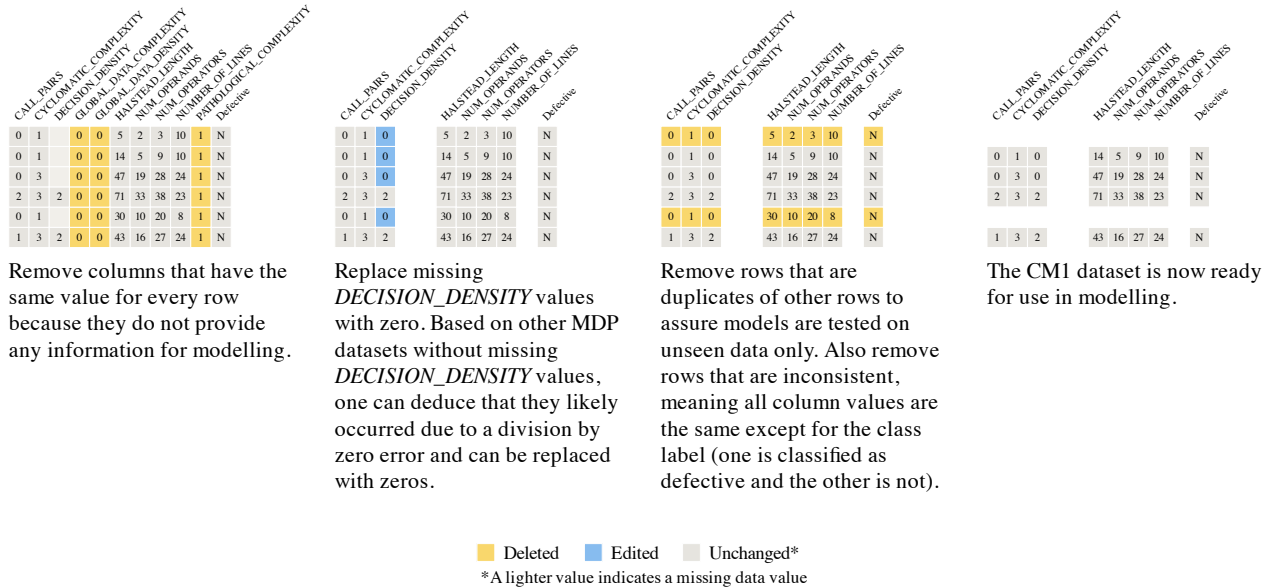 CALL_PAIRS
CYCLOMATIC_COMPLEXITY
DECISION_DENSITY
GLOBAL_DATA_COMPLEXITY
GLOBAL_DATA_DENSITY
HALSTEAD_LENGTH
NUM_OPERANDS
NUM_OPERATORS
NUMBER_OF_LINES
PATHOLOGICAL_COMPLEXITY
Defective
0 1 0 0 5 2 3 10 1 N
0 1 0 0 14 5 9 10 1 N
0 3 0 0 47 19 28 24 1 N
2 3 2 0 0 71 33 38 23 1 N
0 1 0 0 30 10 20 8 1 N
1 3 2 0 0 43 16 27 24 1 N
Remove columns that have the
same value for every row
because they do not provide
any information for modelling.
CALL_PAIRS
CYCLOMATIC_COMPLEXITY
DECISION_DENSITY
HALSTEAD_LENGTH
NUM_OPERANDS
NUM_OPERATORS
NUMBER_OF_LINES
Defective
0 1 0 5 2 3 10 N
0 1 0 14 5 9 10 N
0 3 0 47 19 28 24 N
2 3 2 71 33 38 23 N
0 1 0 30 10 20 8 N
1 3 2 43 16 27 24 N
Replace missing
DECISION_DENSITY values
with zero. Based on other MDP
datasets without missing
DECISION_DENSITY values,
one can deduce that they likely
occurred due to a division by
zero error and can be replaced
with zeros.
CALL_PAIRS
CYCLOMATIC_COMPLEXITY
DECISION_DENSITY
HALSTEAD_LENGTH
NUM_OPERANDS
NUM_OPERATORS
NUMBER_OF_LINES
Defective
0 1 0 5 2 3 10 N
0 1 0 14 5 9 10 N
0 3 0 47 19 28 24 N
2 3 2 71 33 38 23 N
0 1 0 30 10 20 8 N
1 3 2 43 16 27 24 N
Remove rows that are
duplicates of other rows to
assure models are tested on
unseen data only. Also remove
rows that are inconsistent,
meaning all column values are
the same except for the class
label (one is classified as
defective and the other is not).
CALL_PAIRS
CYCLOMATIC_COMPLEXITY
DECISION_DENSITY
HALSTEAD_LENGTH
NUM_OPERANDS
NUM_OPERATORS
NUMBER_OF_LINES
Defective
0 1 0 14 5 9 10 N
0 3 0 47 19 28 24 N
2 3 2 71 33 38 23 N
1 3 2 43 16 27 24 N
The CM1 dataset is now ready
for use in modelling.
Deleted Edited Unchanged*
*A lighter value indicates a missing data value